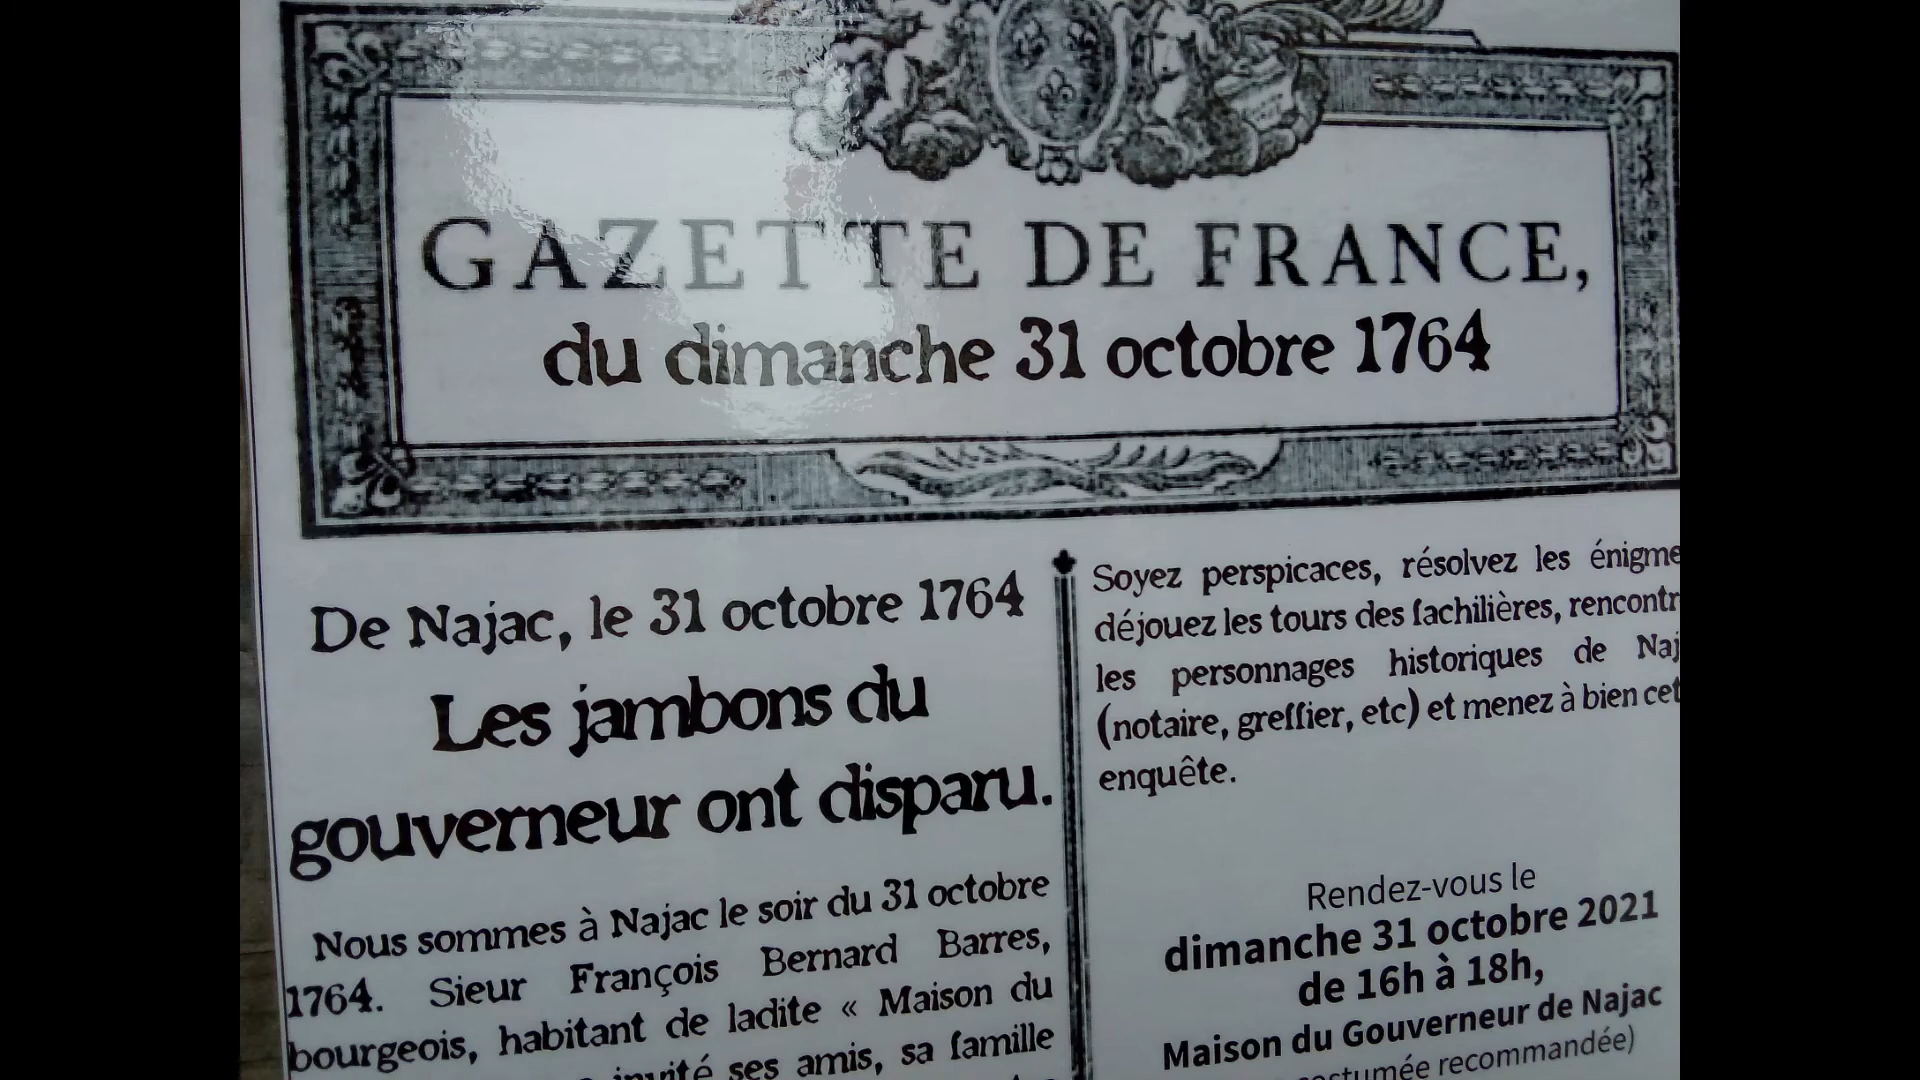 GAZETTE DE FRANCE,
du dimanche 31 octobre 1764
De Najac, le 31 octobre 1764
Les jambons du
gouverneur ont disparu.
Nous sommes à Najac le soir du 31 octobre
1764. Sieur François Bernard Barres,
bourgeois, habitant de ladite « Maison du
invité ses amis, sa famille
Soyez perspicaces, résolvez les énigme
déjouez les tours des fachilières, rencontr
les personnages historiques de Naj
(notaire, greffier, etc) et menez à bien cet
enquête.
Rendez-vous le
dimanche 31 octobre 2021
de 16h à 18h,
Maison du Gouverneur de Najac
costumée recommandée)